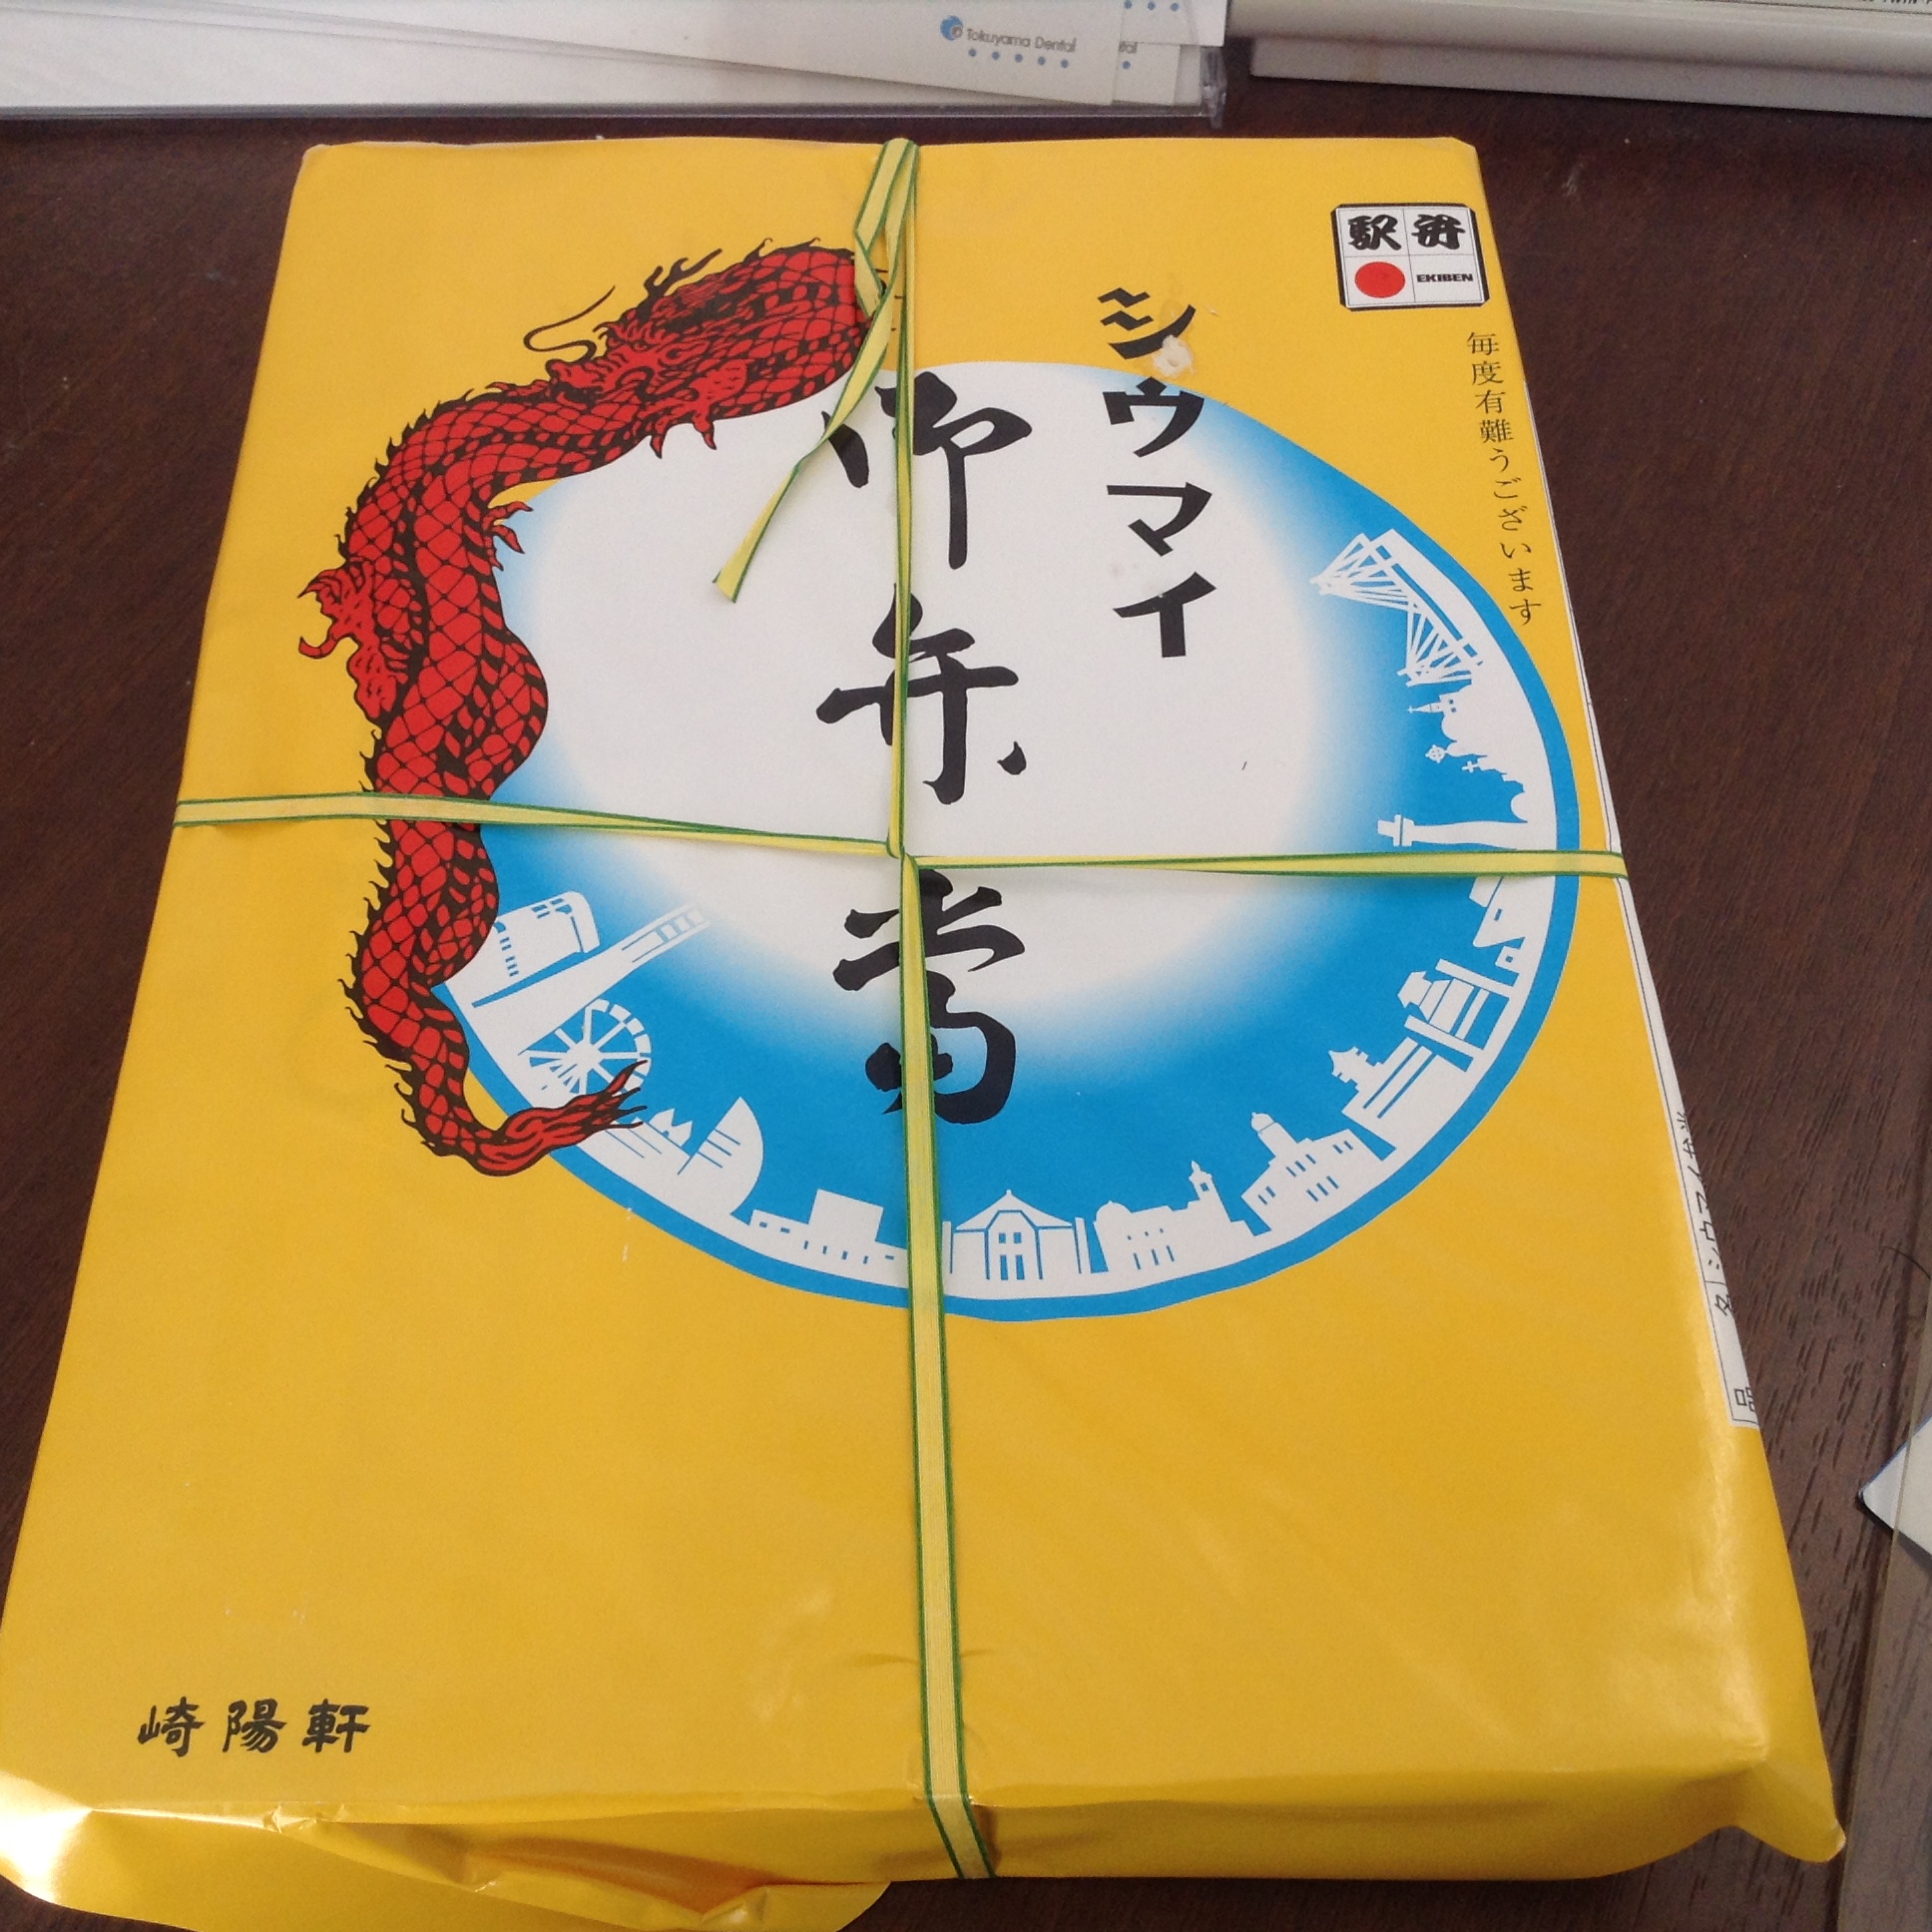 Tokuyama Dental
駅弁
EKIBEN
毎度有難うございます
シウマイ
御弁当
崎陽軒